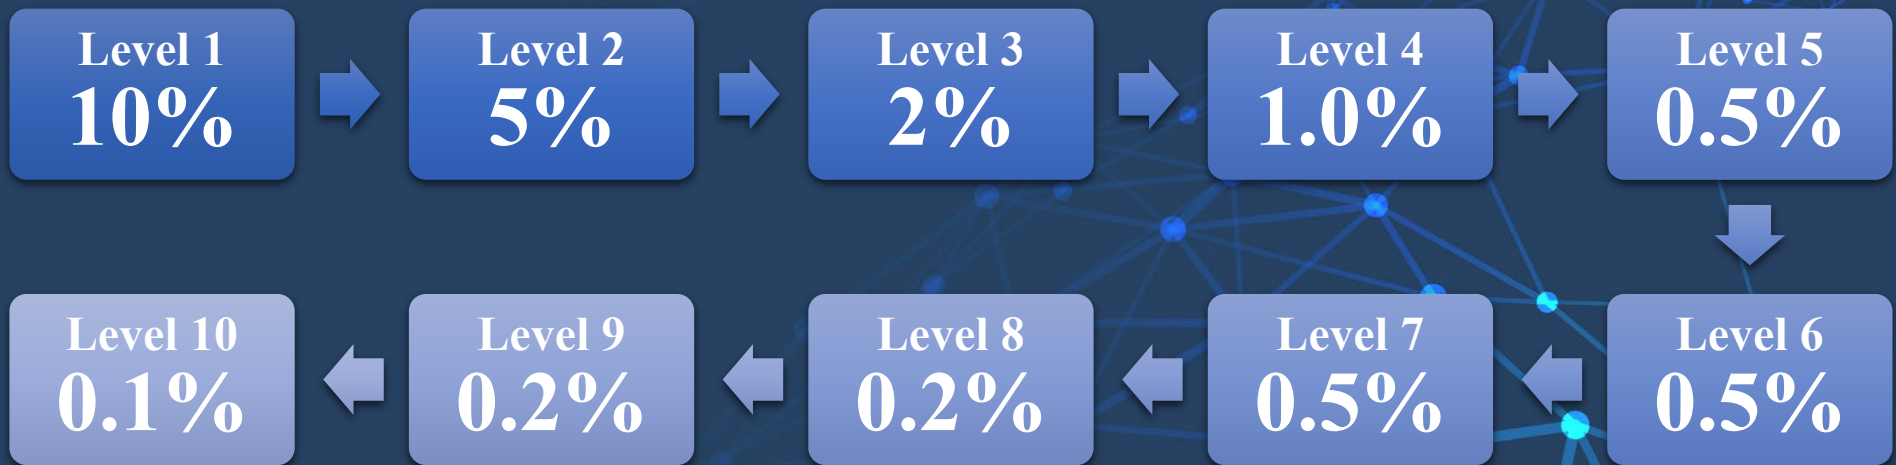 Level 1
10%
Level 2
5%
Level 3
2%
Level 4
1.0%
Level 5
0.5%
Level 6
0.5%
Level 7
0.5%
Level 8
0.2%
Level 9
0.2%
Level 10
0.1%